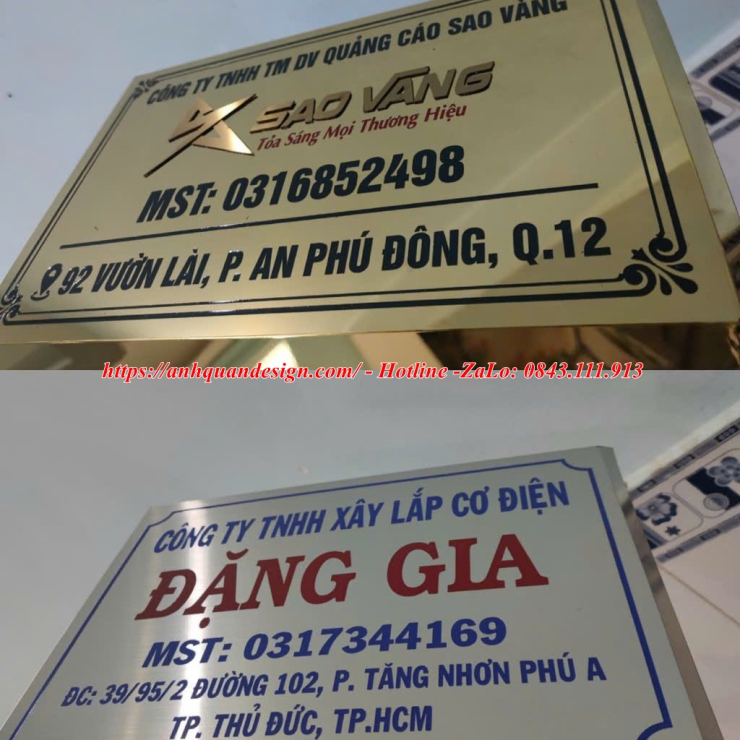 CÔNG TY TNHH TM DV QUẢNG CÁO SAO VÀNG
SAO VÀNG
Tỏa Sáng Mọi Thương Hiệu
MST: 0316852498
92 VƯỜN LÀI, P. AN PHÚ ĐÔNG, Q.12
https://anhquandesign.com/ - Hotline -ZaLo: 0843.111.913
CÔNG TY TNHH XÂY LẮP CƠ ĐIỆN
ĐẶNG GIA
MST: 0317344169
ĐC: 39/95/2 ĐƯỜNG 102, P. TĂNG NHƠN PHÚ A
TP. THỦ ĐỨC, TP.HCM